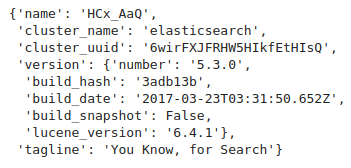 {'name': 'HCx_AaQ',
 'cluster_name': 'elasticsearch',
 'cluster_uuid': '6wirFXJFRHW5HIkfEtHIsQ',
 'version': {'number': '5.3.0',
  'build_hash': '3adb13b',
  'build_date': '2017-03-23T03:31:50.652Z',
  'build_snapshot': False,
  'lucene_version': '6.4.1'},
 'tagline': 'You Know, for Search'}